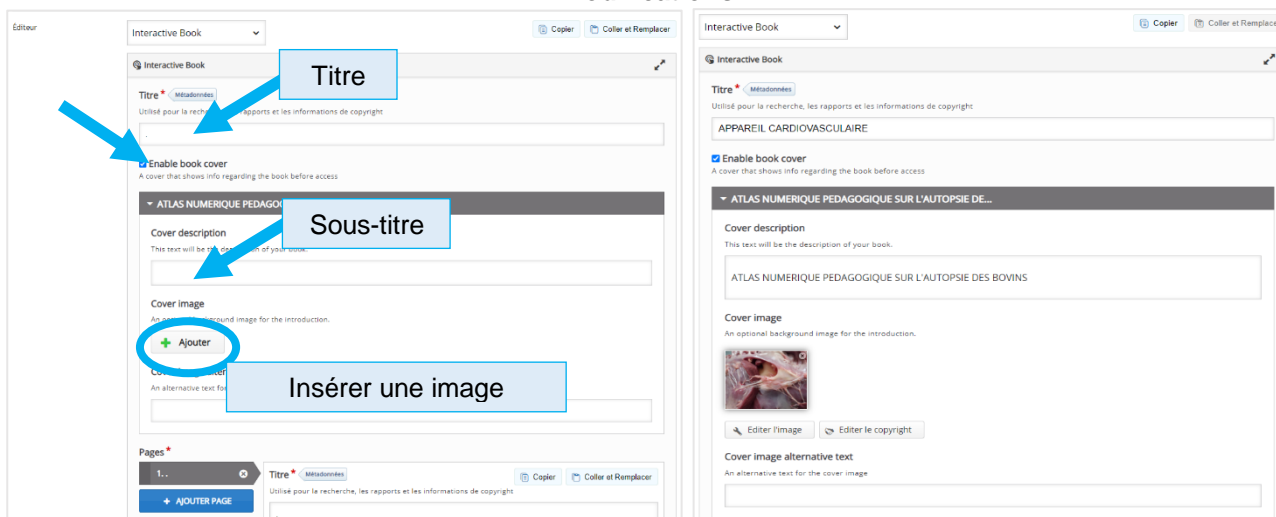 Éditeur
Interactive Book
Copier
Coller et Remplacer
Interactive Book
Titre
Titre * Métadonnées
Utilisé pour la recherche, les rapports et les informations de copyright
.
Enable book cover
A cover that shows info regarding the book before access
ATLAS NUMERIQUE PEDAGO
Sous-titre
Cover description
This text will be the description of your book.
Cover image
An optional background image for the introduction.
+ Ajouter
Insérer une image
An alternative text for
Pages *
1. .
+ AJOUTER PAGE
Titre * Métadonnées
Copier
Coller et Remplacer
Utilisé pour la recherche, les rapports et les informations de copyright
Interactive Book
Copier
Coller et Remplace
Interactive Book
Titre * Métadonnées
Utilisé pour la recherche, les rapports et les informations de copyright
APPAREIL CARDIOVASCULAIRE
Enable book cover
A cover that shows info regarding the book before access
ATLAS NUMERIQUE PEDAGOGIQUE SUR L'AUTOPSIE DE...
Cover description
This text will be the description of your book.
ATLAS NUMERIQUE PEDAGOGIQUE SUR L'AUTOPSIE DES BOVINS
Cover image
An optional background image for the introduction.
Editer l'image
Editer le copyright
Cover image alternative text
An alternative text for the cover image